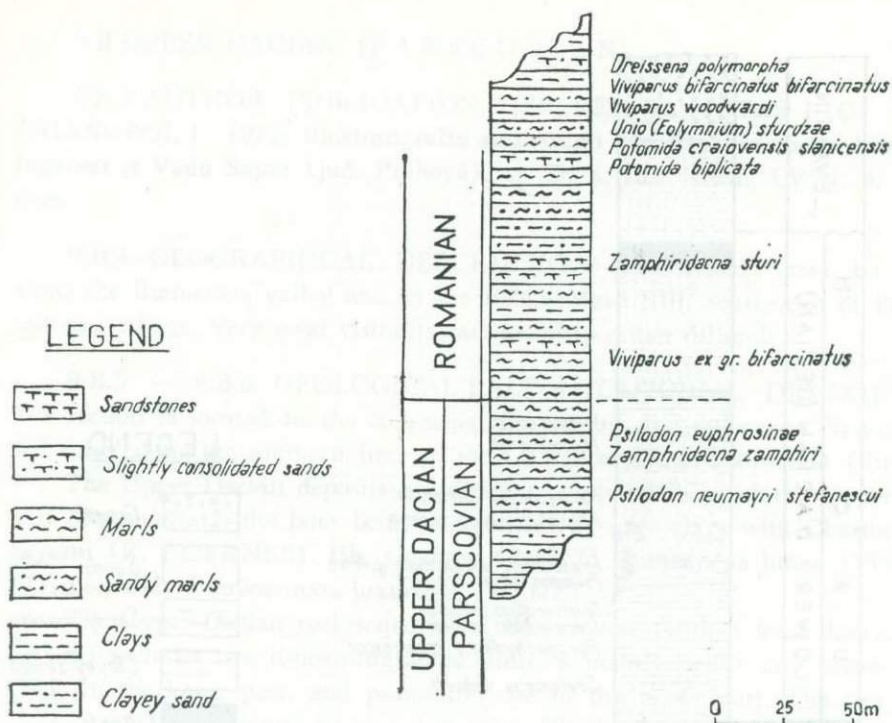 Dreissena polymorpha
Viviparus bifarcinatus bifarcinatus
Viviparus woodwardi
Unio (Eolymnium) sturdzae
Potomida craiovensis slanicensis
Potomida biplicata
Zamphiridacna sturi
Viviparus ex gr. bifarcinatus
Psilodon euphrosinae
Zamphiridacna zamphiri
Psilodon neumayri stefanescui
ROMANIAN
UPPER DACIAN
PARSCOVIAN
LEGEND
Sandstones
Slightly consolidated sands
Marls
Sandy marls
Clays
Clayey sand
0 25 50m